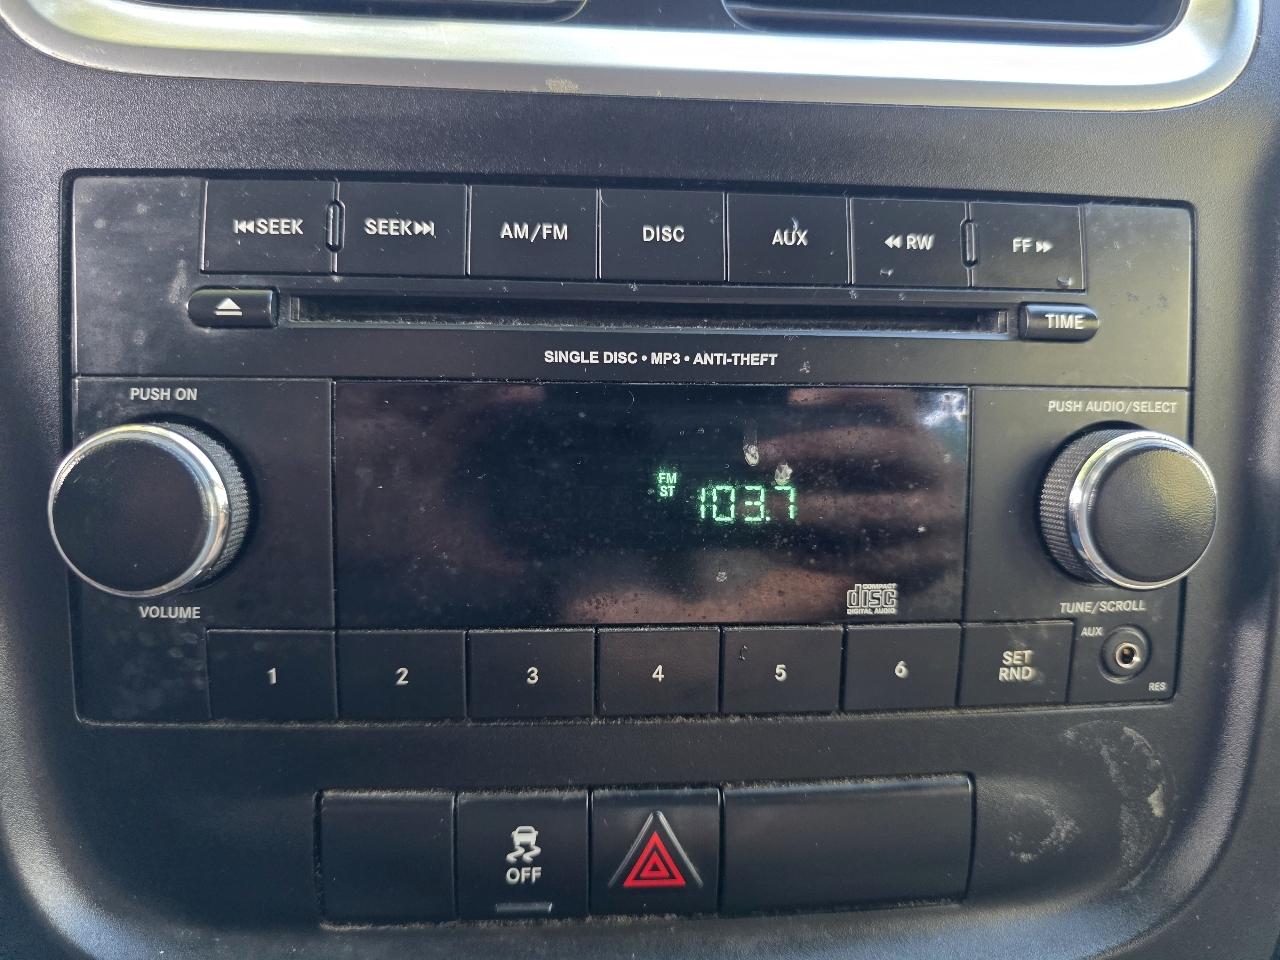 SEEK
SEEK
AM/FM
DISC
AUX
RW
FF
TIME
SINGLE DISC • MP3 • ANTI-THEFT
PUSH ON
PUSH AUDIO/SELECT
FM
ST
103.7
COMPACT
disc
DIGITAL AUDIO
VOLUME
TUNE/SCROLL
1
2
3
4
5
6
SET
RND
AUX
RES
OFF